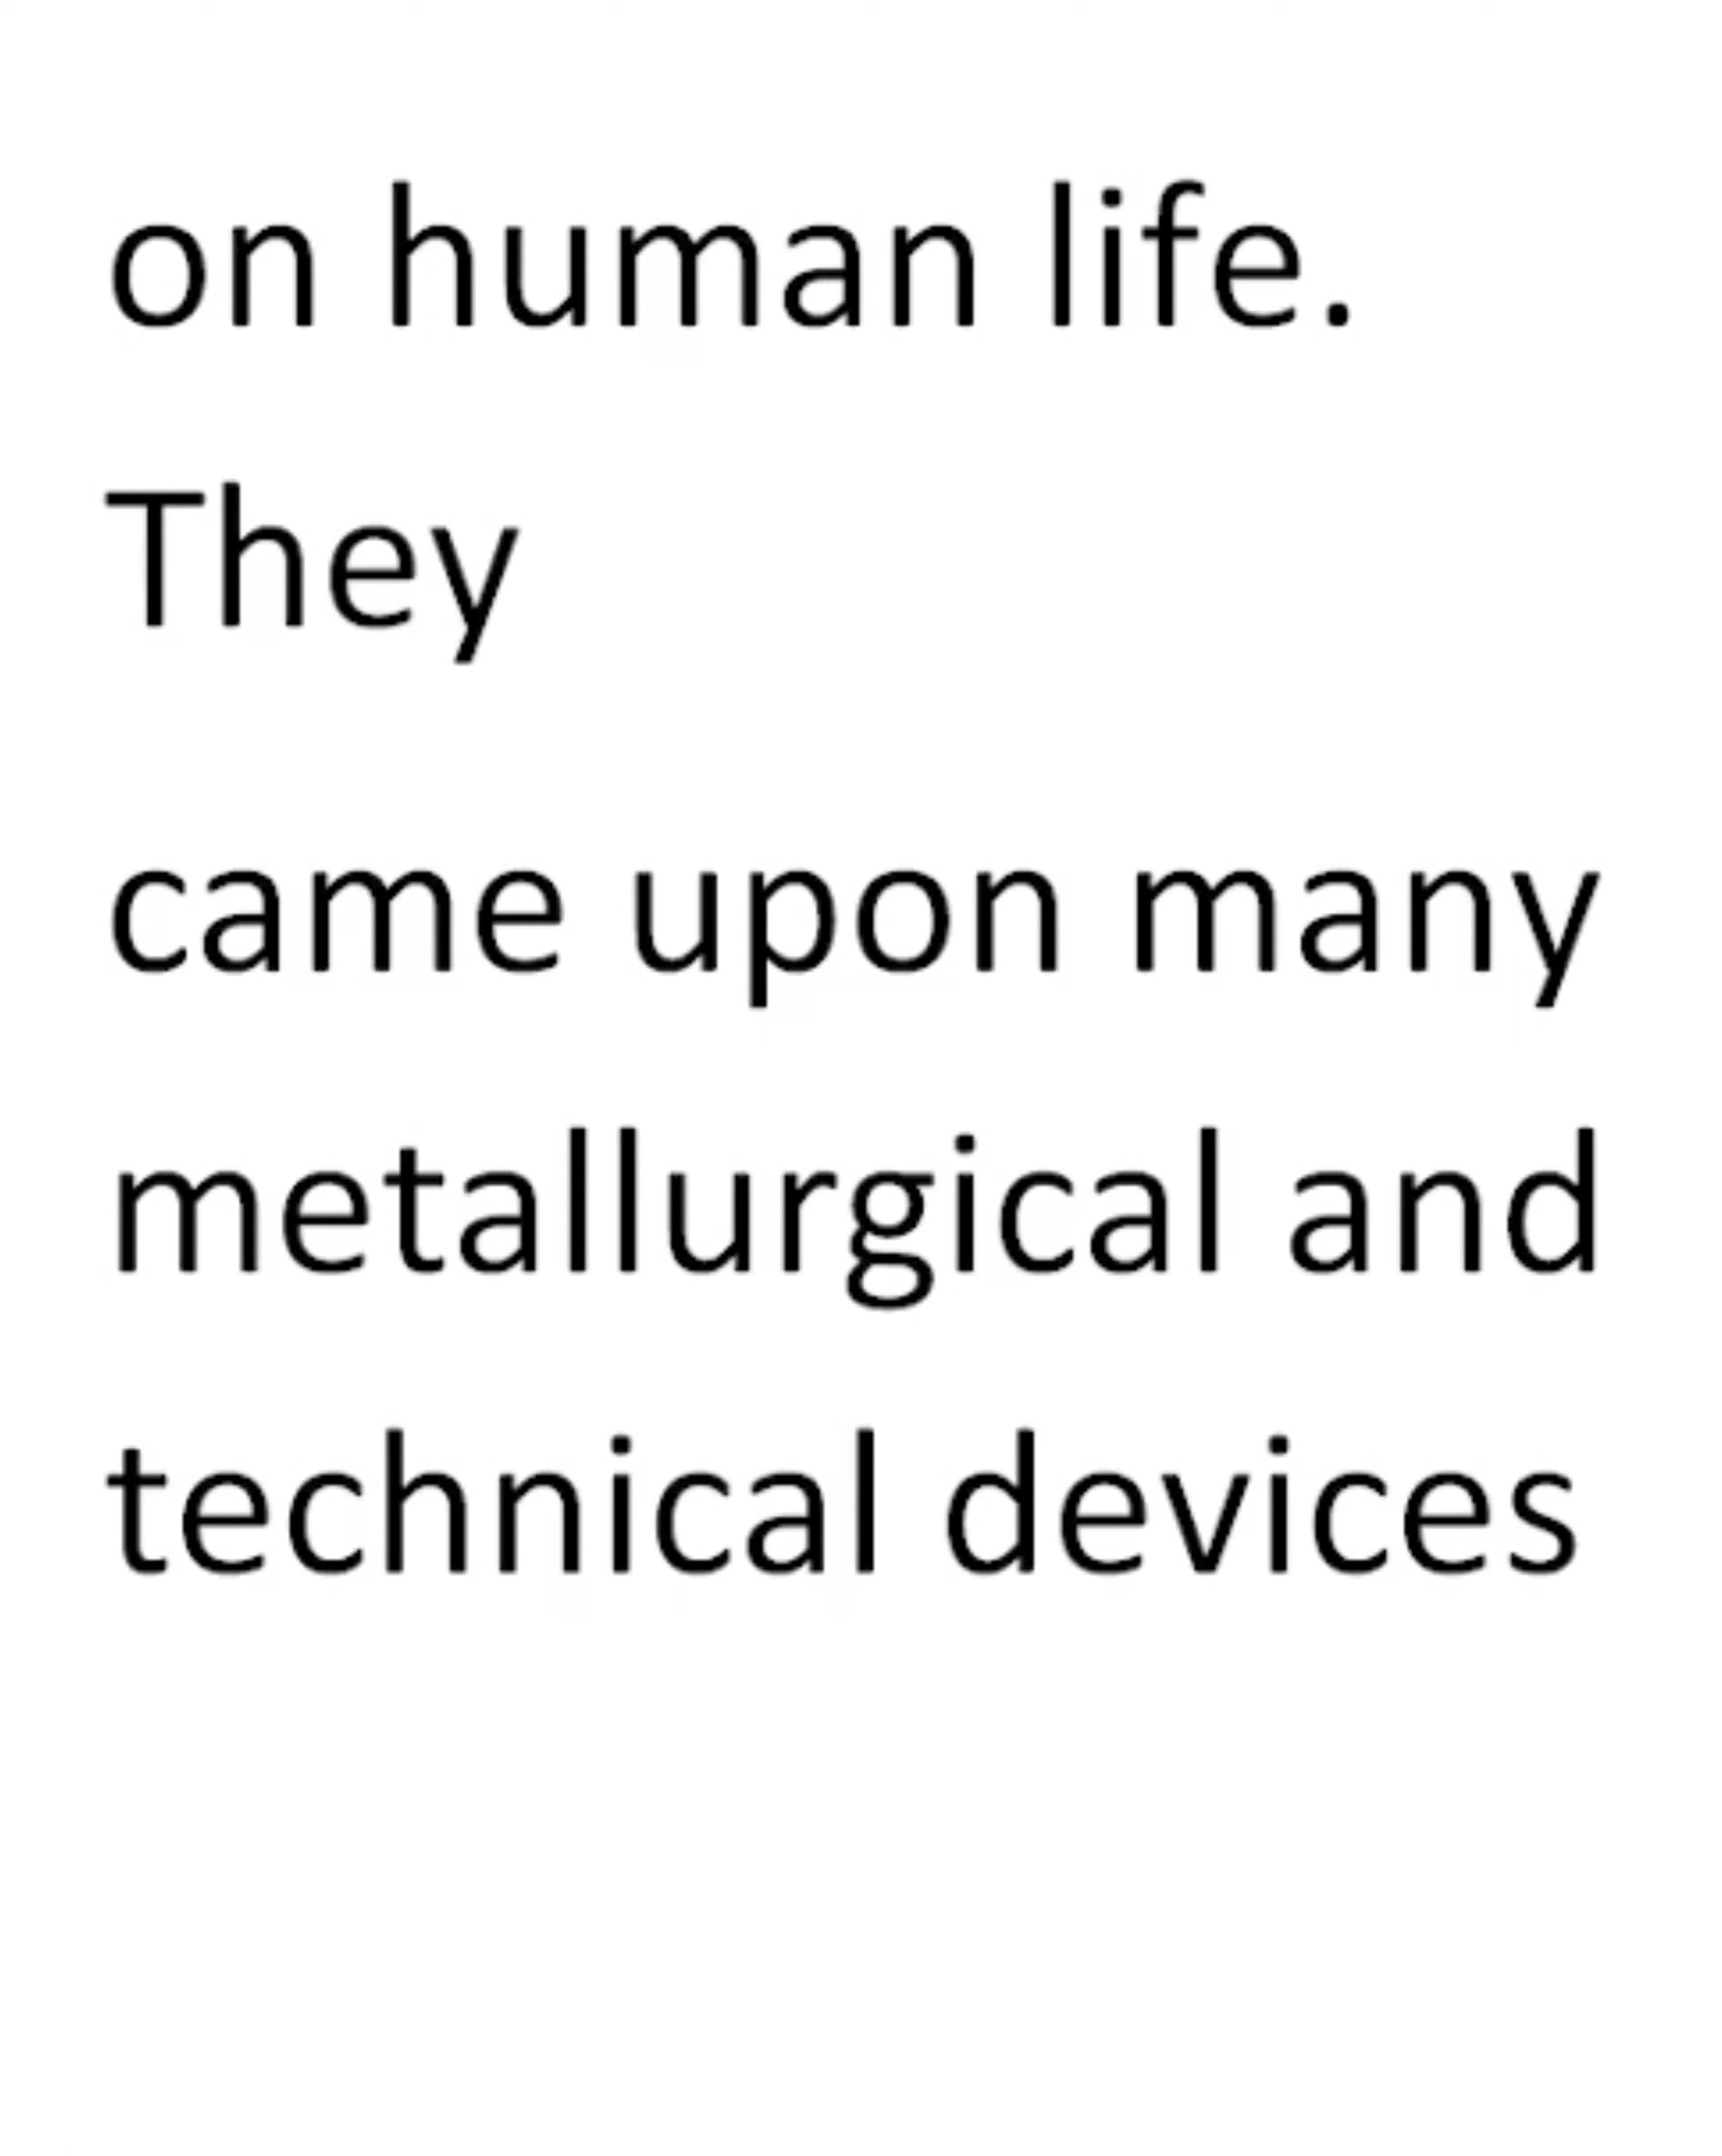 on human life.
They
came upon many
metallurgical and
technical devices